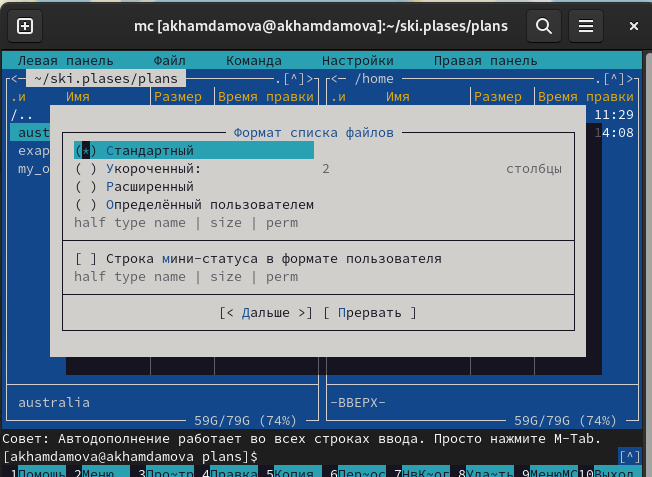 mc [akhamdamova@akhamdamova]:~/ski.plases/plans
Левая панель Файл Команда Настройки Правая панель
<─ ~/ski.plases/plans .[^]> <─ /home .[^]>
.и Имя Размер Время правки .и Имя Размер Время правки
/.. 11:29
aust 14:08
exap
my_o
Формат списка файлов
(*) Стандартный
( ) Укороченный: 2 столбцы
( ) Расширенный
( ) Определённый пользователем
half type name | size | perm
[ ] Строка мини-статуса в формате пользователя
half type name | size | perm
[< Дальше >] [ Прервать ]
australia -ВВЕРХ-
59G/79G (74%) 59G/79G (74%)
Совет: Автодополнение работает во всех строках ввода. Просто нажмите M-Tab.
[akhamdamova@akhamdamova plans]$ [^]
1Помощь 2Меню 3Про~тр 4Правка 5Копия 6Пер~ос 7НвК~ог 8Уда~ть 9МенюMC10Выход